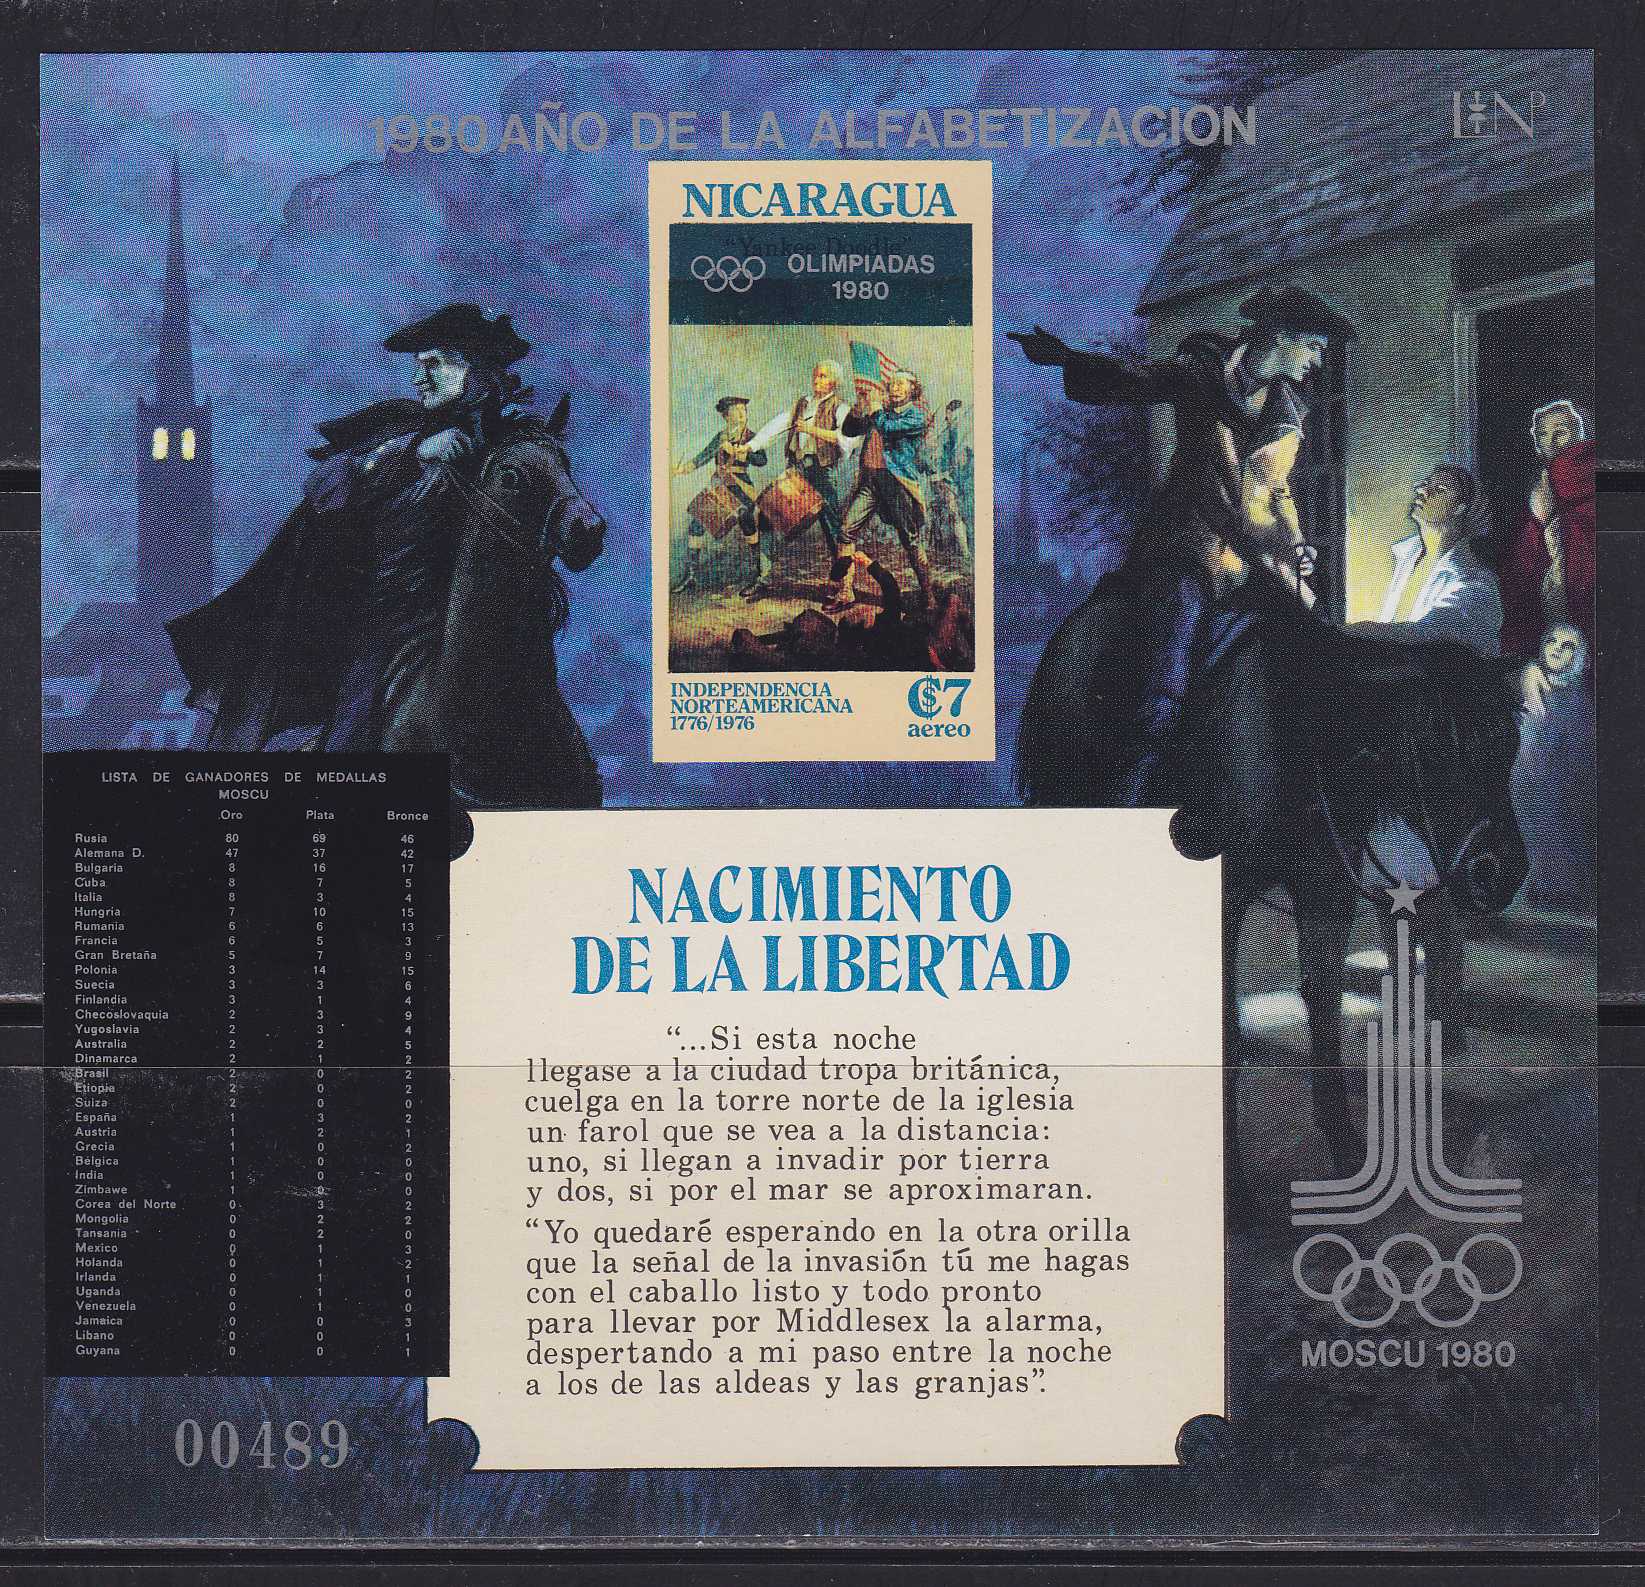 1980 AÑO DE LA ALFABETIZACION
LNP
NICARAGUA
"Yankee Doodle"
OLIMPIADAS
1980
INDEPENDENCIA
NORTEAMERICANA
1776/1976
C$7
aereo
LISTA DE GANADORES DE MEDALLAS
MOSCU
Oro Plata Bronce
Rusia 80 69 46
Alemana D. 47 37 42
Bulgaria 8 16 17
Cuba 8 7 5
Italia 8 3 4
Hungria 7 10 15
Rumania 6 6 13
Francia 6 5 3
Gran Bretaña 5 7 9
Polonia 3 14 15
Suecia 3 3 6
Finlandia 3 1 4
Checoslovaquia 2 3 9
Yugoslavia 2 3 4
Australia 2 2 5
Dinamarca 2 1 2
Brasil 2 0 2
Etiopie 2 0 2
Suiza 2 0 0
España 1 3 2
Austria 1 2 1
Grecia 1 0 2
Bélgica 1 0 0
India 1 0 0
Zimbawe 1 0 0
Corea del Norte 0 3 2
Mongolia 0 2 2
Tansania 0 2 0
Mexico 0 1 3
Holanda 0 1 2
Irlanda 0 1 1
Uganda 0 1 0
Venezuela 0 1 0
Jamaica 0 0 3
Libano 0 0 1
Guyana 0 0 1
00489
NACIMIENTO
DE LA LIBERTAD
“...Si esta noche
llegase a la ciudad tropa británica,
cuelga en la torre norte de la iglesia
un farol que se vea a la distancia:
uno, si llegan a invadir por tierra
y dos, si por el mar se aproximaran.
“Yo quedaré esperando en la otra orilla
que la señal de la invasión tú me hagas
con el caballo listo y todo pronto
para llevar por Middlesex la alarma,
despertando a mi paso entre la noche
a los de las aldeas y las granjas”.
MOSCU 1980